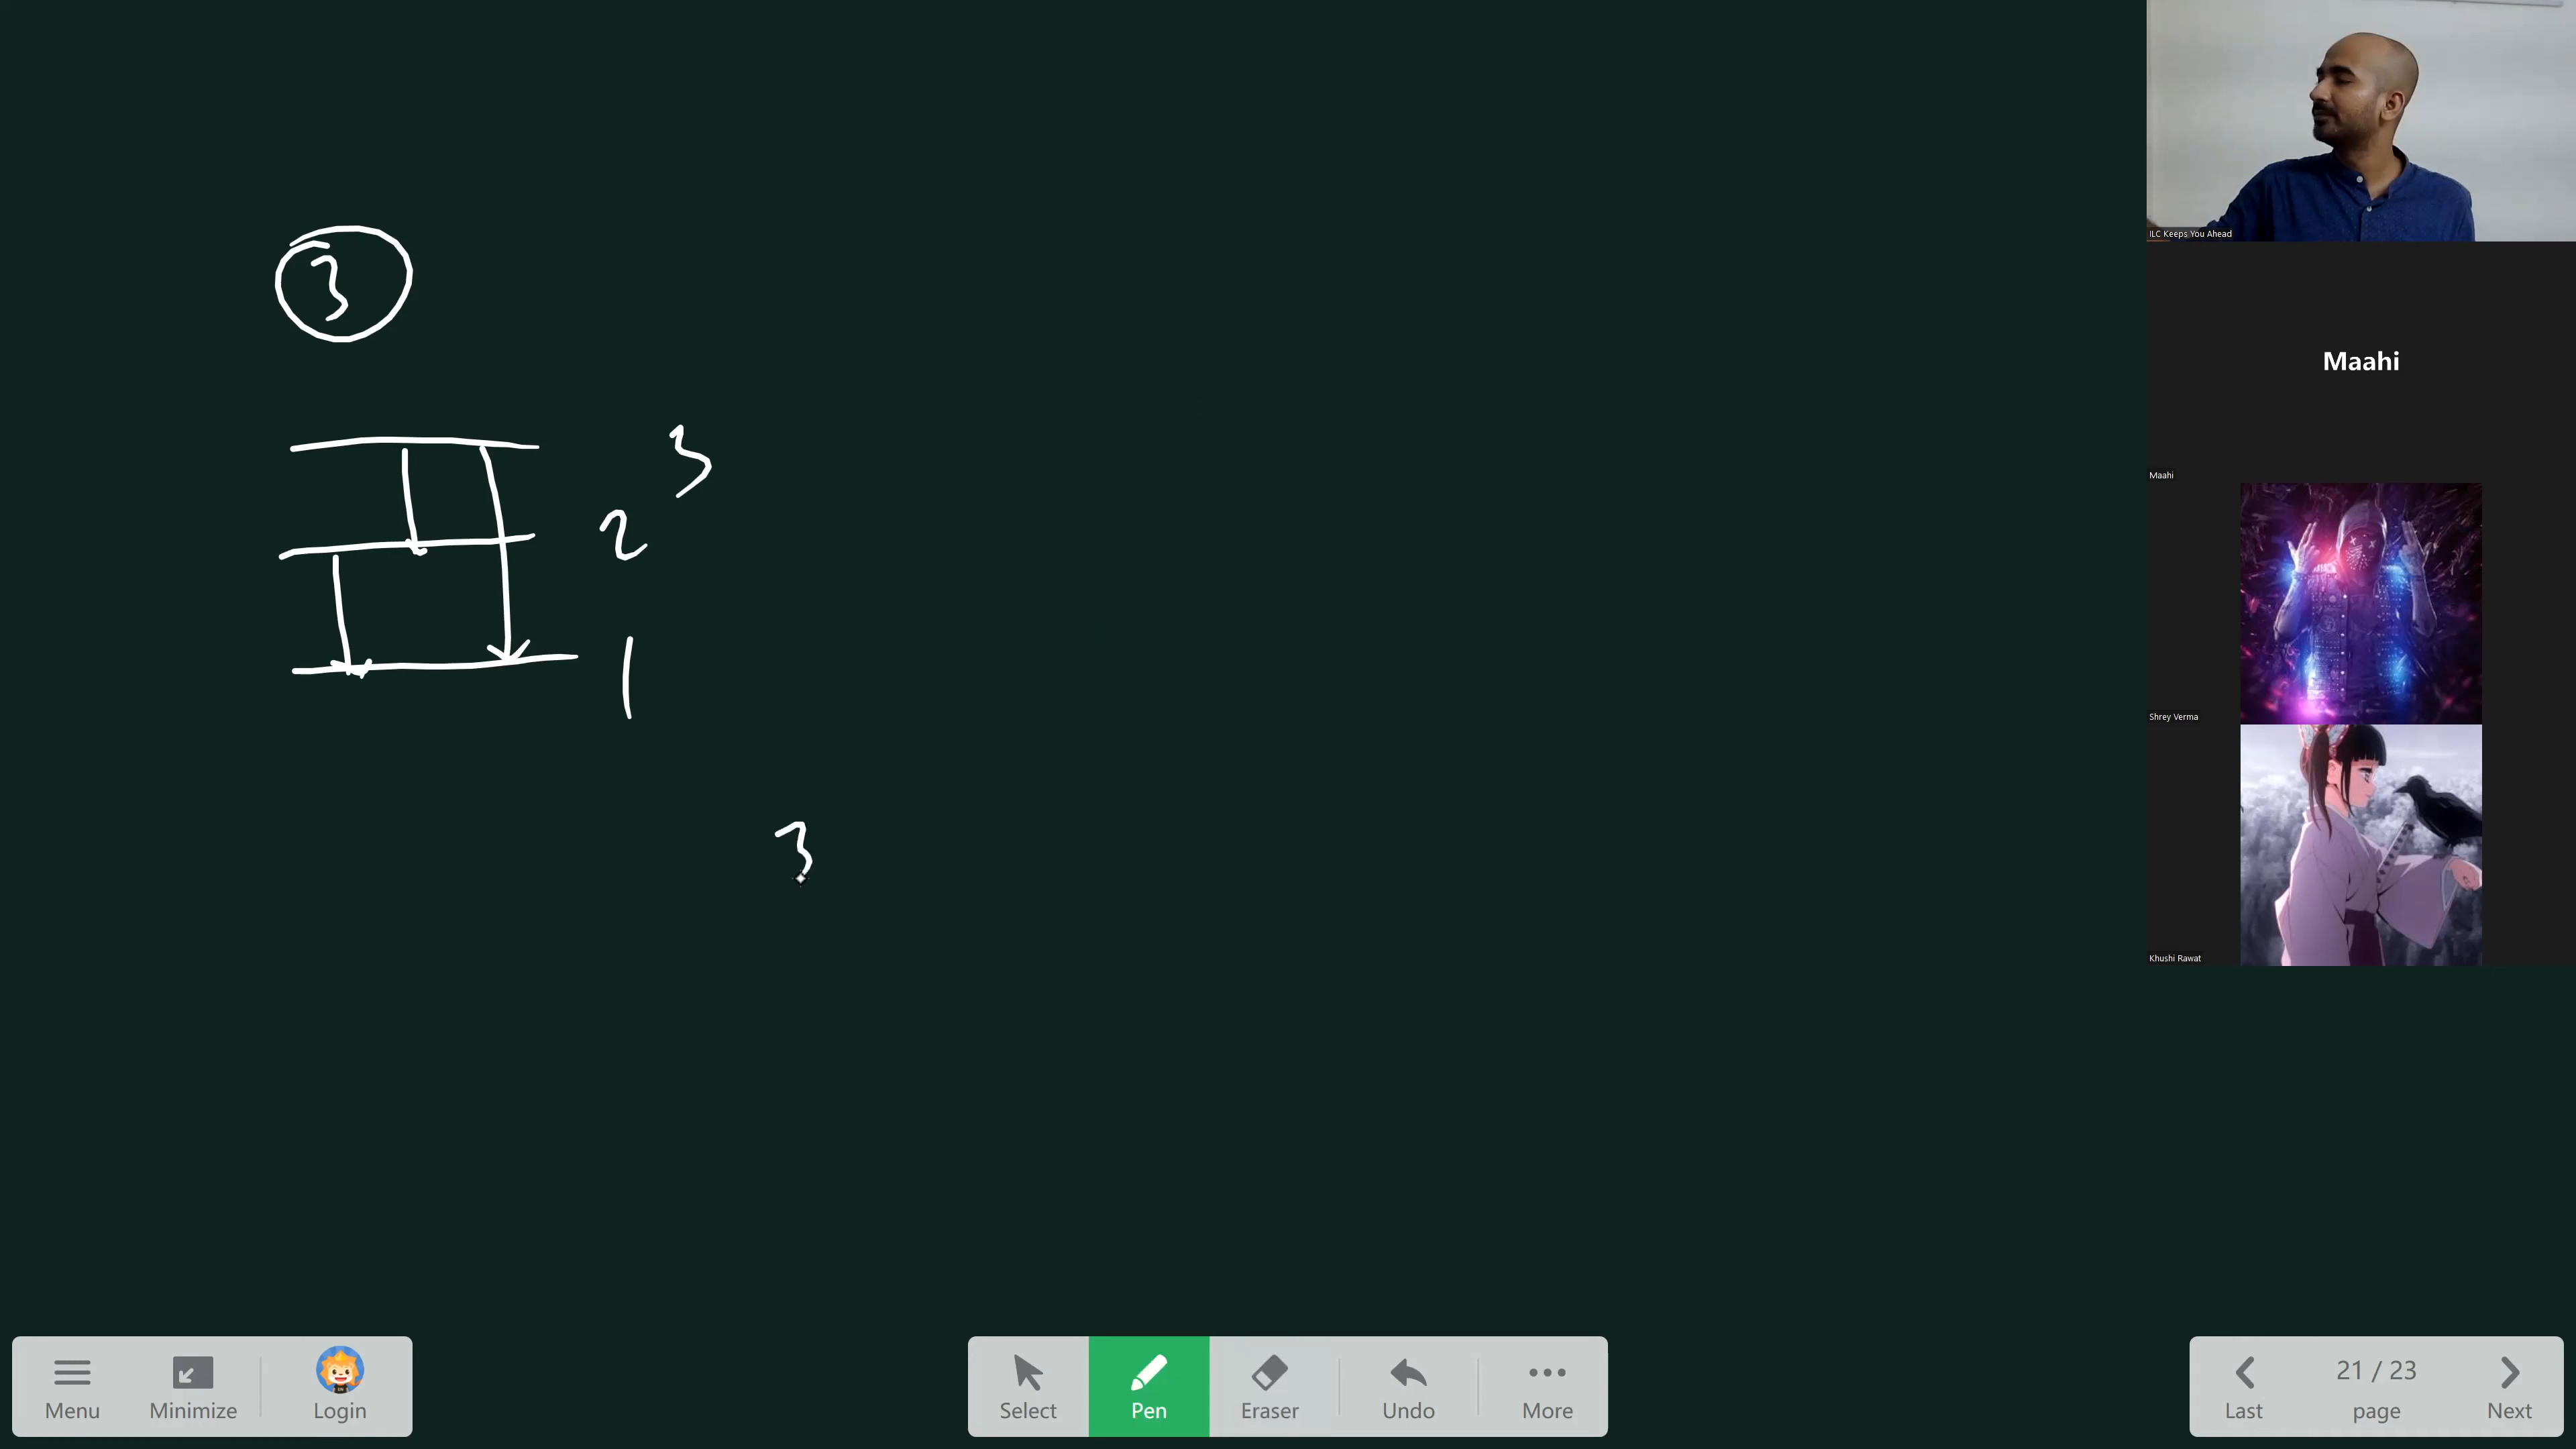 3
3
2
1
3
ILC Keeps You Ahead
Maahi
Maahi
Shrey Verma
Khushi Rawat
Menu
Minimize
Login
Select
Pen
Eraser
Undo
More
Last
21 / 23
page
Next